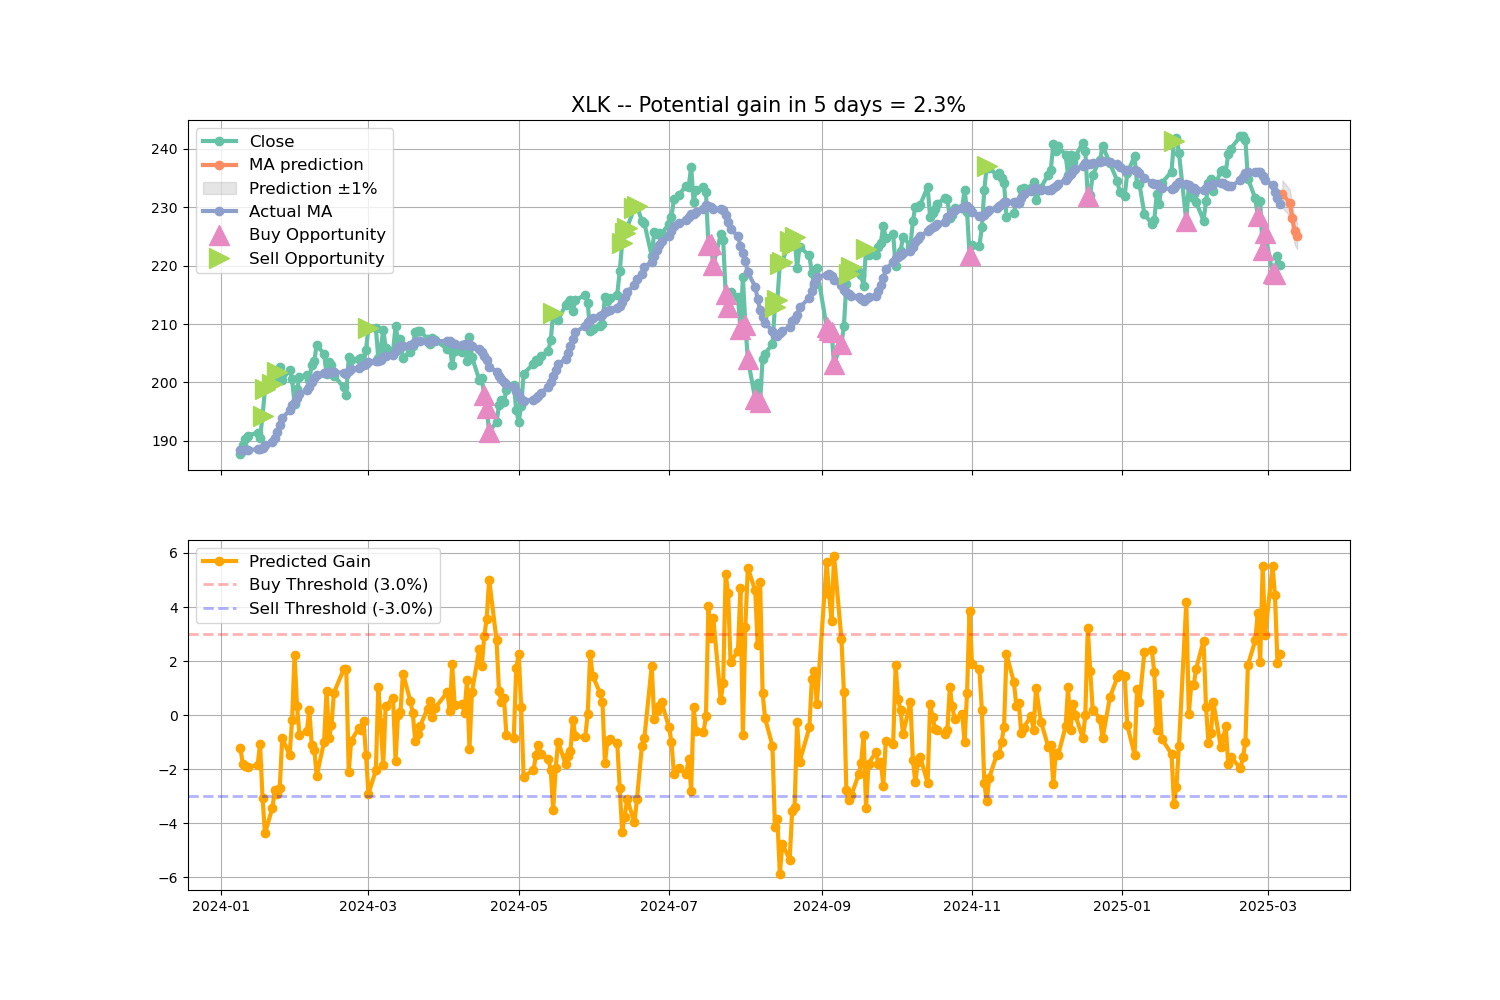 XLK -- Potential gain in 5 days = 2.3%
Close
MA prediction
Prediction ±1%
Actual MA
Buy Opportunity
Sell Opportunity
240
230
220
210
200
190
Predicted Gain
Buy Threshold (3.0%)
Sell Threshold (-3.0%)
6
4
2
0
−2
−4
−6
2024-01 2024-03 2024-05 2024-07 2024-09 2024-11 2025-01 2025-03